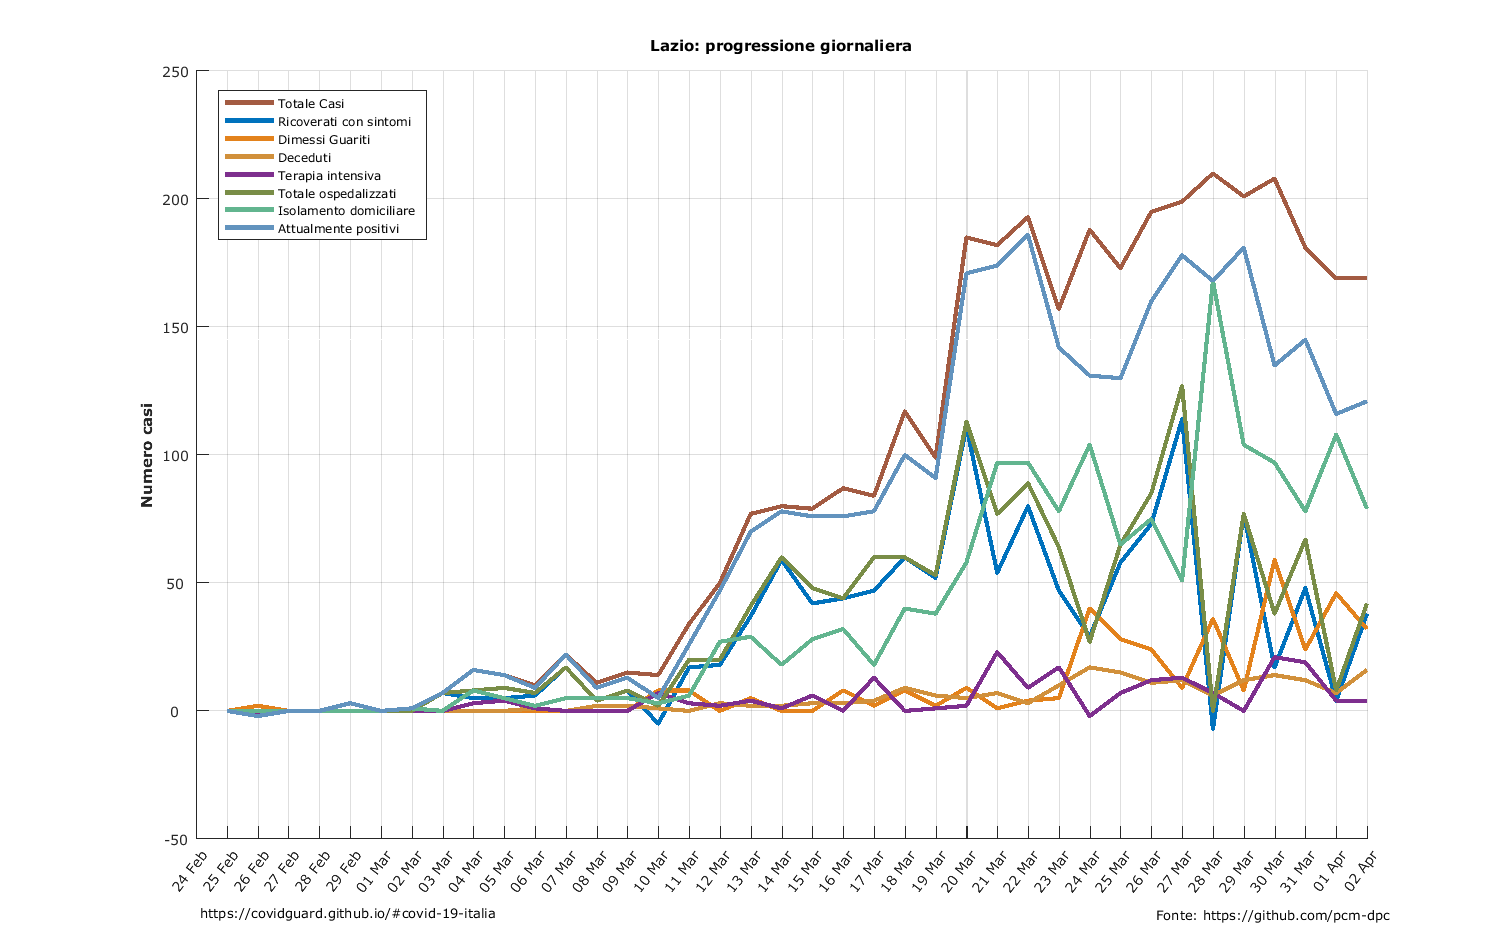 Lazio: progressione giornaliera
250
200
150
100
50
0
-50
Numero casi
Totale Casi
Ricoverati con sintomi
Dimessi Guariti
Deceduti
Terapia intensiva
Totale ospedalizzati
Isolamento domiciliare
Attualmente positivi
24 Feb
25 Feb
26 Feb
27 Feb
28 Feb
29 Feb
01 Mar
02 Mar
03 Mar
04 Mar
05 Mar
06 Mar
07 Mar
08 Mar
09 Mar
10 Mar
11 Mar
12 Mar
13 Mar
14 Mar
15 Mar
16 Mar
17 Mar
18 Mar
19 Mar
20 Mar
21 Mar
22 Mar
23 Mar
24 Mar
25 Mar
26 Mar
27 Mar
28 Mar
29 Mar
30 Mar
31 Mar
01 Apr
02 Apr
https://covidguard.github.io/#covid-19-italia
Fonte: https://github.com/pcm-dpc